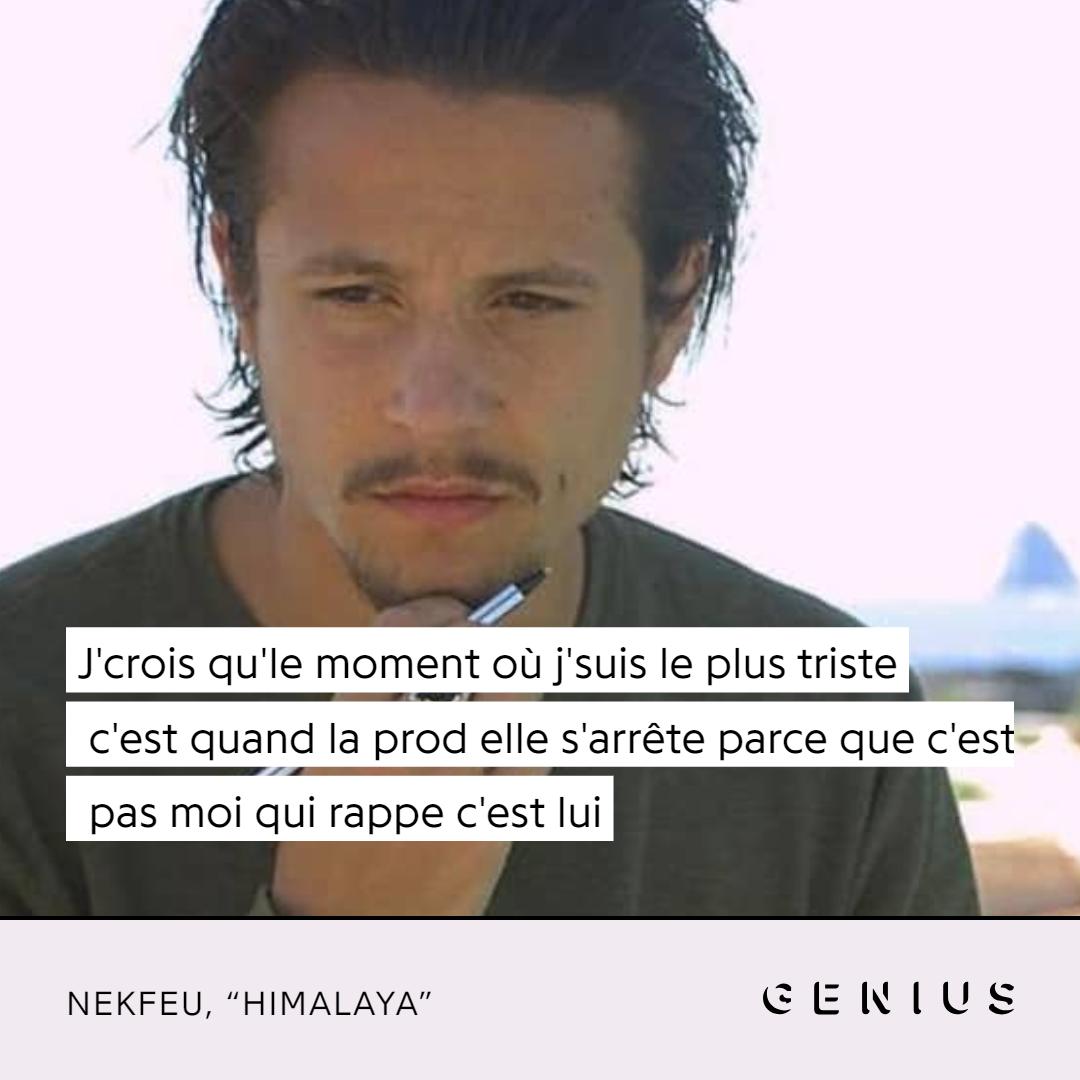 J'crois qu'le moment où j'suis le plus triste
c'est quand la prod elle s'arrête parce que c'est
pas moi qui rappe c'est lui
NEKFEU, “HIMALAYA”
GENIUS